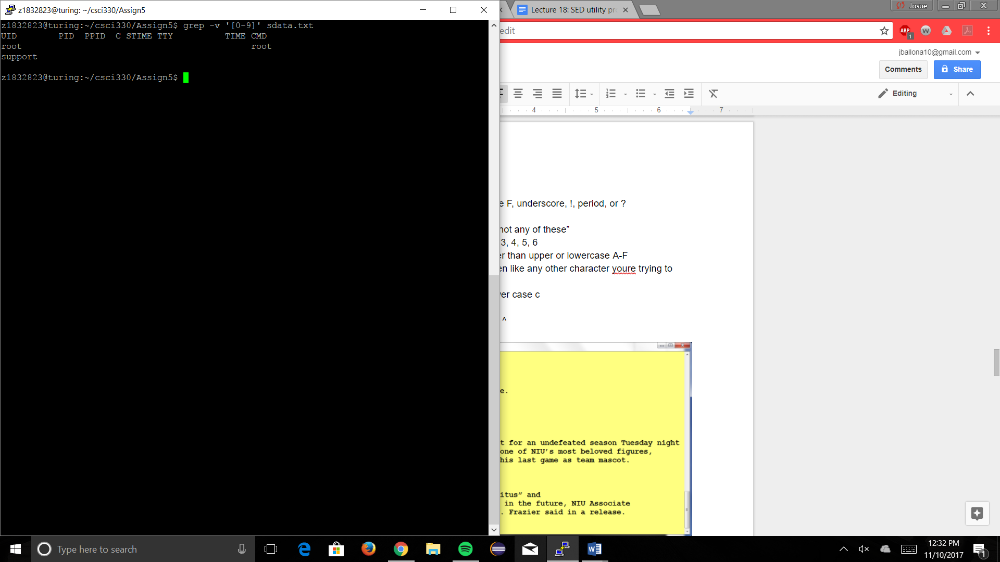 z1832823@turing: ~/csci330/Assign5
z1832823@turing:~/csci330/Assign5$ grep -v '[0-9]' sdata.txt
UID        PID  PPID  C STIME TTY          TIME CMD
root                                            root
support
z1832823@turing:~/csci330/Assign5$
Lecture 18: SED utility pr
Josue
edit
ABP
1
W
jballona10@gmail.com
Comments
Share
Editing
4 5 6 7
e F, underscore, !, period, or ?
not any of these”
3, 4, 5, 6
er than upper or lowercase A-F
en like any other character youre trying to
ver case c
^
e.
t for an undefeated season Tuesday night
one of NIU’s most beloved figures,
his last game as team mascot.
itus” and
in the future, NIU Associate
. Frazier said in a release.
Type here to search
12:32 PM
11/10/2017
1